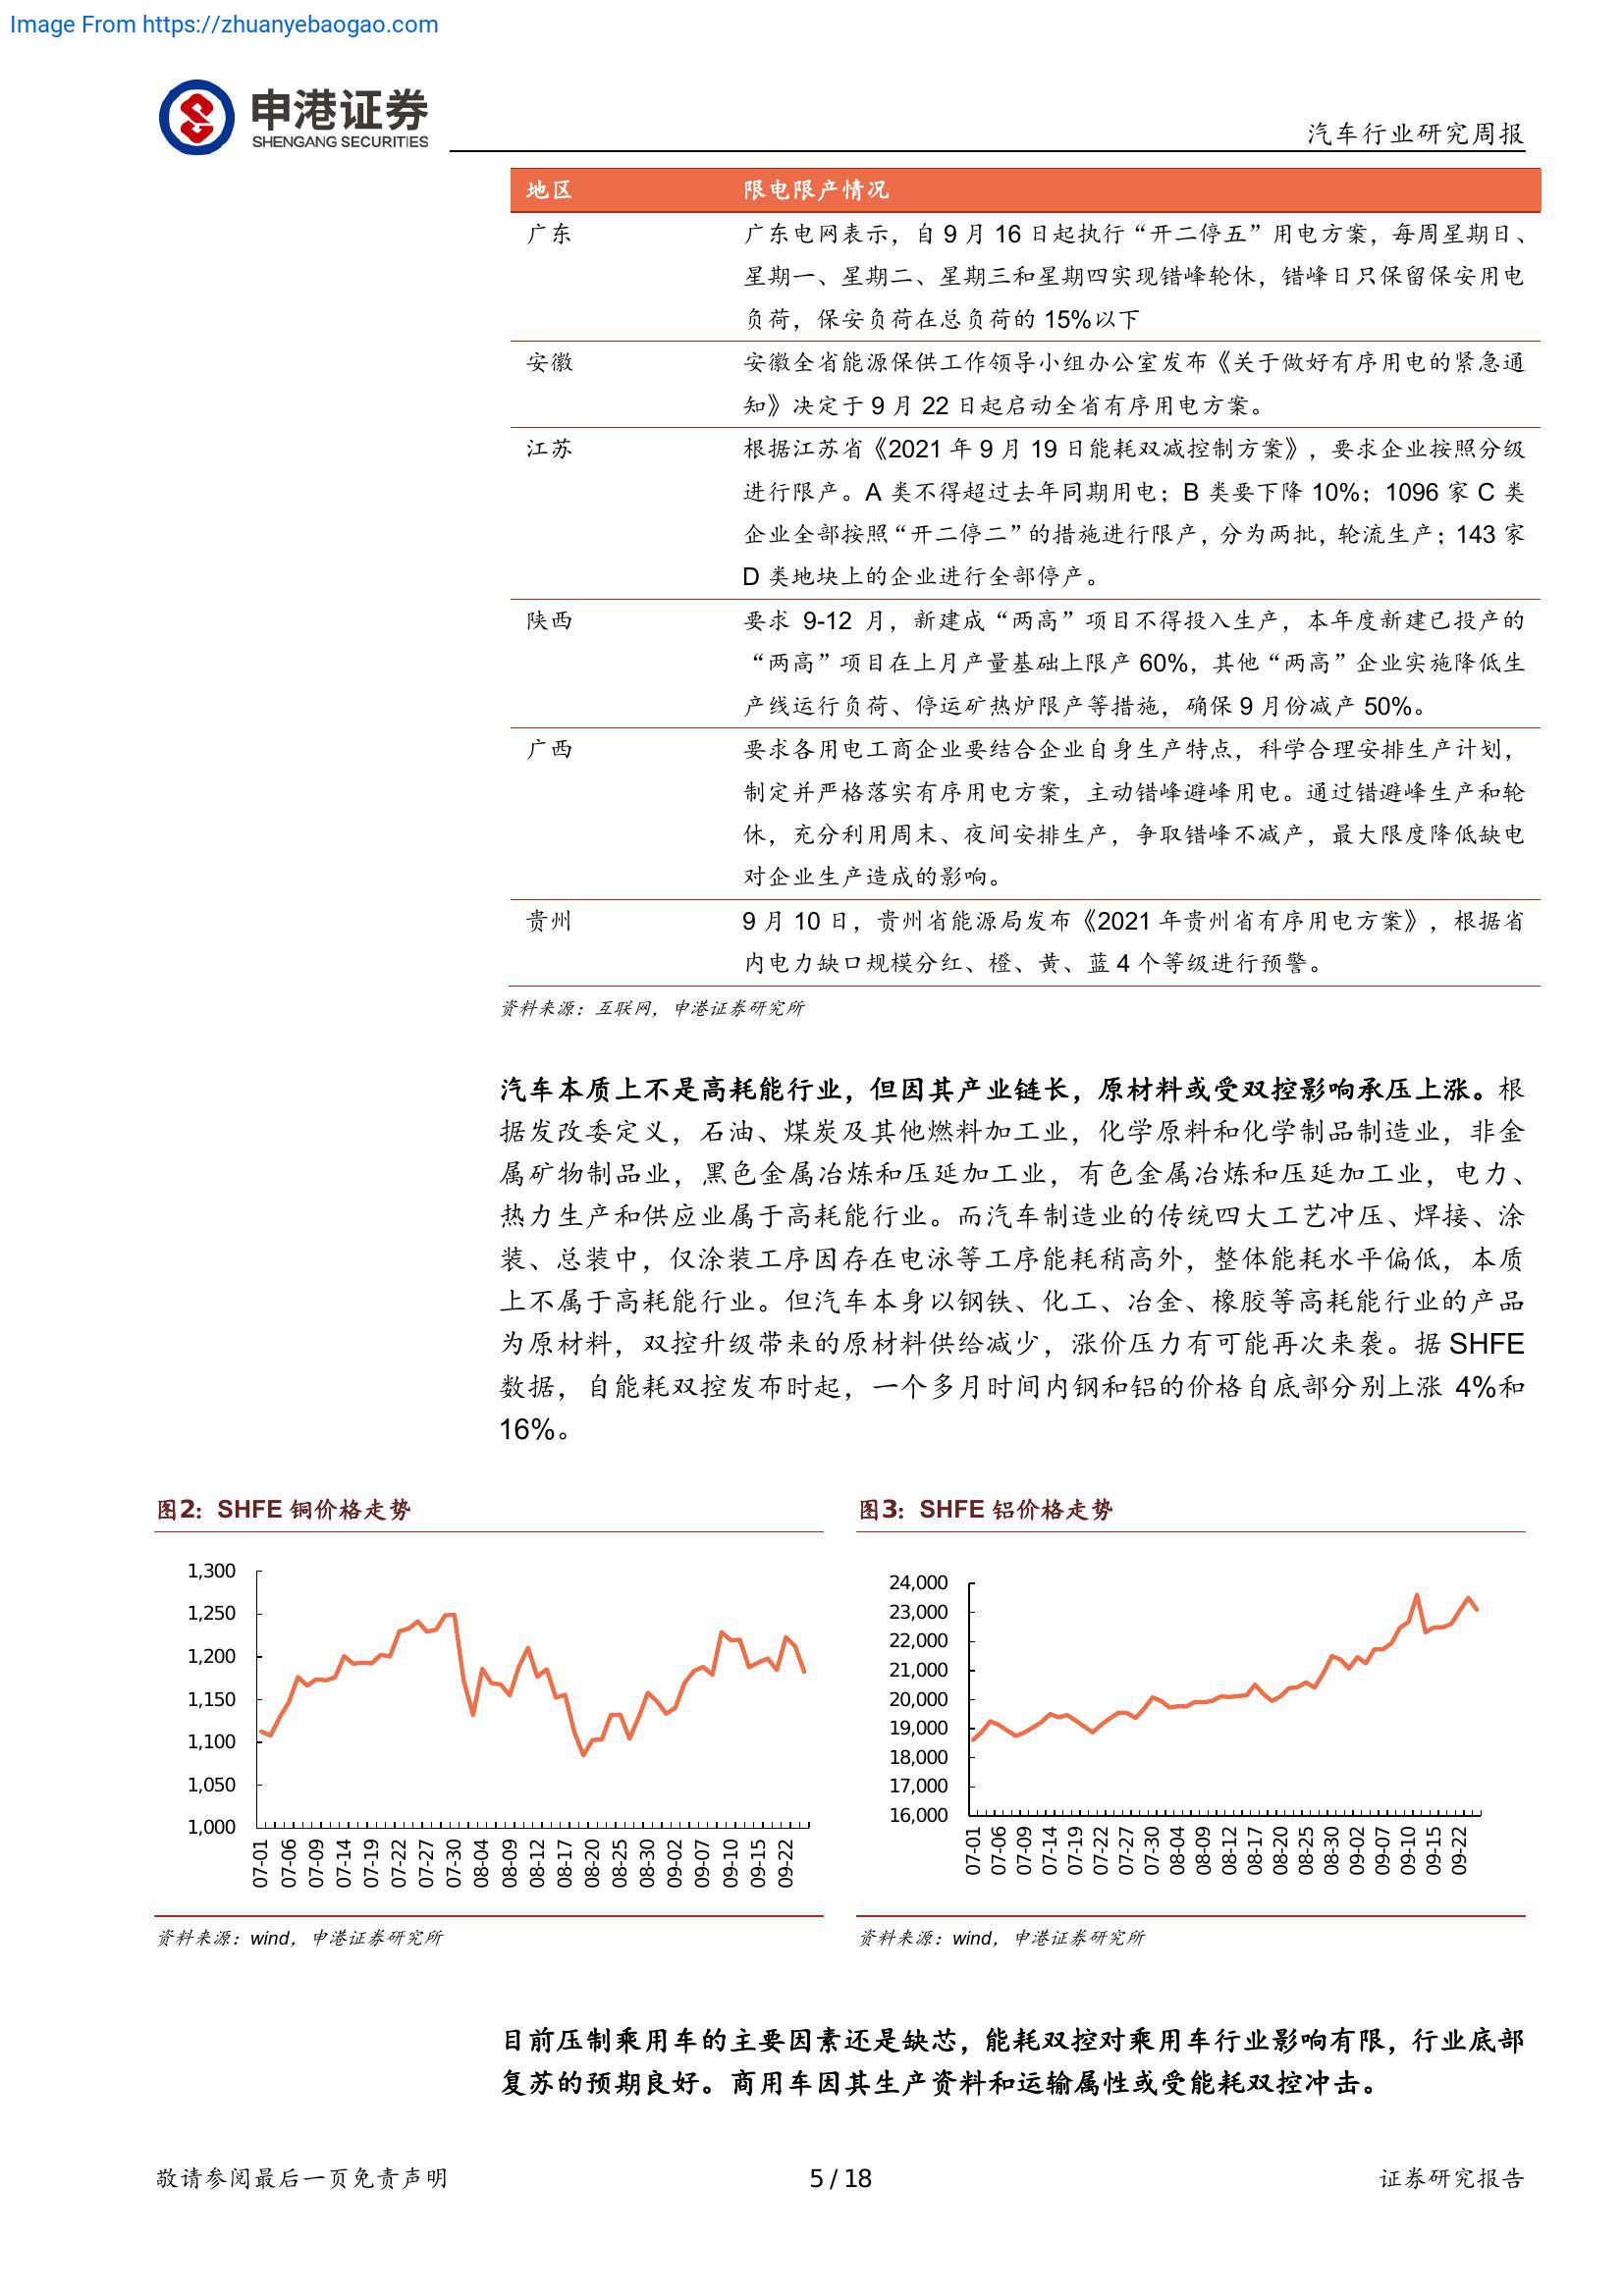 Image From https://zhuanyebaogao.com
申港证券
SHENGANG SECURITIES
汽车行业研究周报
地区 限电限产情况
广东 广东电网表示，自 9 月 16 日起执行“开二停五”用电方案，每周星期日、
星期一、星期二、星期三和星期四实现错峰轮休，错峰日只保留保安用电
负荷，保安负荷在总负荷的 15%以下
安徽 安徽全省能源保供工作领导小组办公室发布《关于做好有序用电的紧急通
知》决定于 9 月 22 日起启动全省有序用电方案。
江苏 根据江苏省《2021 年 9 月 19 日能耗双减控制方案》，要求企业按照分级
进行限产。A 类不得超过去年同期用电；B 类要下降 10%；1096 家 C 类
企业全部按照“开二停二”的措施进行限产，分为两批，轮流生产；143 家
D 类地块上的企业进行全部停产。
陕西 要求 9-12 月，新建成“两高”项目不得投入生产，本年度新建已投产的
“两高”项目在上月产量基础上限产 60%，其他“两高”企业实施降低生
产线运行负荷、停运矿热炉限产等措施，确保 9 月份减产 50%。
广西 要求各用电工商企业要结合企业自身生产特点，科学合理安排生产计划，
制定并严格落实有序用电方案，主动错峰避峰用电。通过错避峰生产和轮
休，充分利用周末、夜间安排生产，争取错峰不减产，最大限度降低缺电
对企业生产造成的影响。
贵州 9 月 10 日，贵州省能源局发布《2021 年贵州省有序用电方案》，根据省
内电力缺口规模分红、橙、黄、蓝 4 个等级进行预警。
资料来源：互联网，申港证券研究所
汽车本质上不是高耗能行业，但因其产业链长，原材料或受双控影响承压上涨。根
据发改委定义，石油、煤炭及其他燃料加工业，化学原料和化学制品制造业，非金
属矿物制品业，黑色金属冶炼和压延加工业，有色金属冶炼和压延加工业，电力、
热力生产和供应业属于高耗能行业。而汽车制造业的传统四大工艺冲压、焊接、涂
装、总装中，仅涂装工序因存在电泳等工序能耗稍高外，整体能耗水平偏低，本质
上不属于高耗能行业。但汽车本身以钢铁、化工、冶金、橡胶等高耗能行业的产品
为原材料，双控升级带来的原材料供给减少，涨价压力有可能再次来袭。据 SHFE
数据，自能耗双控发布时起，一个多月时间内钢和铝的价格自底部分别上涨 4%和
16%。
图2：SHFE 铜价格走势
1,300
1,250
1,200
1,150
1,100
1,050
1,000
07-01 07-06 07-09 07-14 07-19 07-22 07-27 07-30 08-04 08-09 08-12 08-17 08-20 08-25 08-30 09-02 09-07 09-10 09-15 09-22
资料来源：wind，申港证券研究所
图3：SHFE 铝价格走势
24,000
23,000
22,000
21,000
20,000
19,000
18,000
17,000
16,000
07-01 07-06 07-09 07-14 07-19 07-22 07-27 07-30 08-04 08-09 08-12 08-17 08-20 08-25 08-30 09-02 09-07 09-10 09-15 09-22
资料来源：wind，申港证券研究所
目前压制乘用车的主要因素还是缺芯，能耗双控对乘用车行业影响有限，行业底部
复苏的预期良好。商用车因其生产资料和运输属性或受能耗双控冲击。
敬请参阅最后一页免责声明
5 / 18
证券研究报告